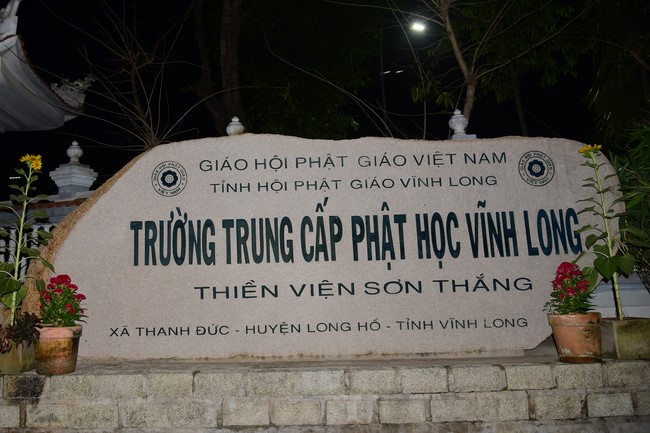 GIÁO HỘI PHẬT GIÁO VIỆT NAM
TỈNH HỘI PHẬT GIÁO VĨNH LONG
TRƯỜNG TRUNG CẤP PHẬT HỌC VĨNH LONG
THIỀN VIỆN SƠN THẮNG
XÃ THANH ĐỨC - HUYỆN LONG HỒ - TỈNH VĨNH LONG